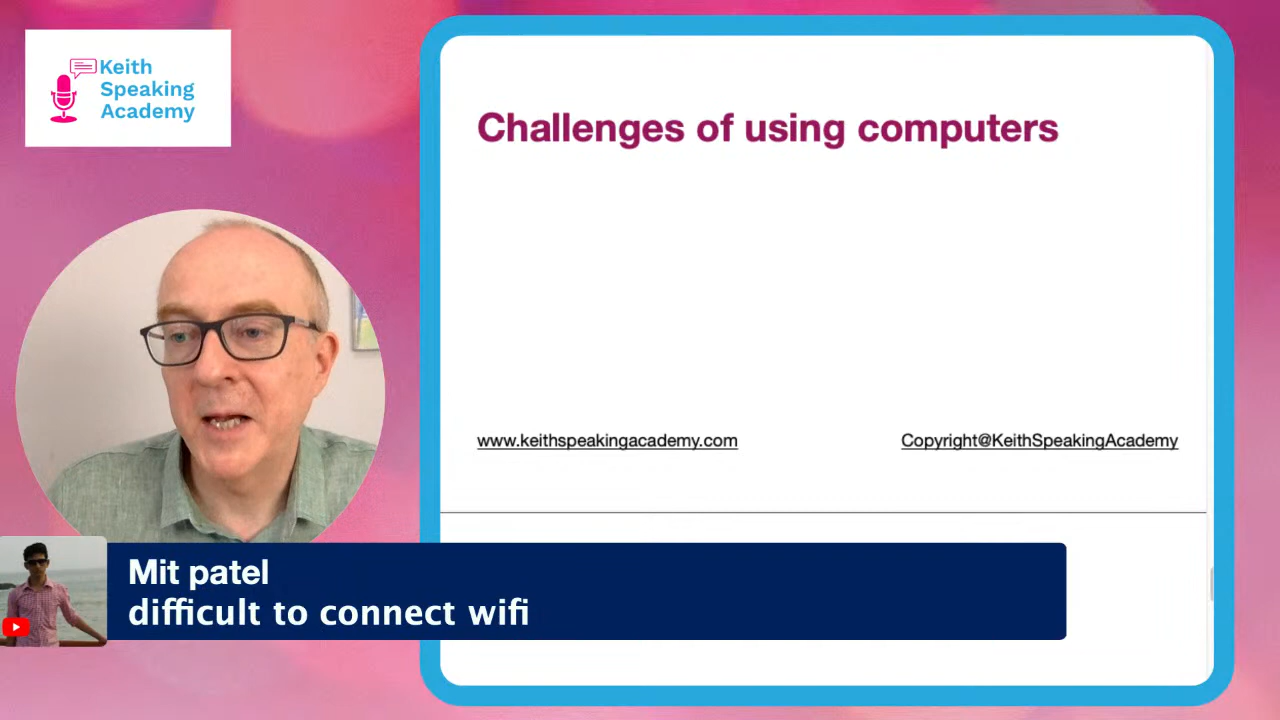 Keith
Speaking
Academy
Challenges of using computers
www.keithspeakingacademy.com
Copyright@KeithSpeakingAcademy
Mit patel
difficult to connect wifi